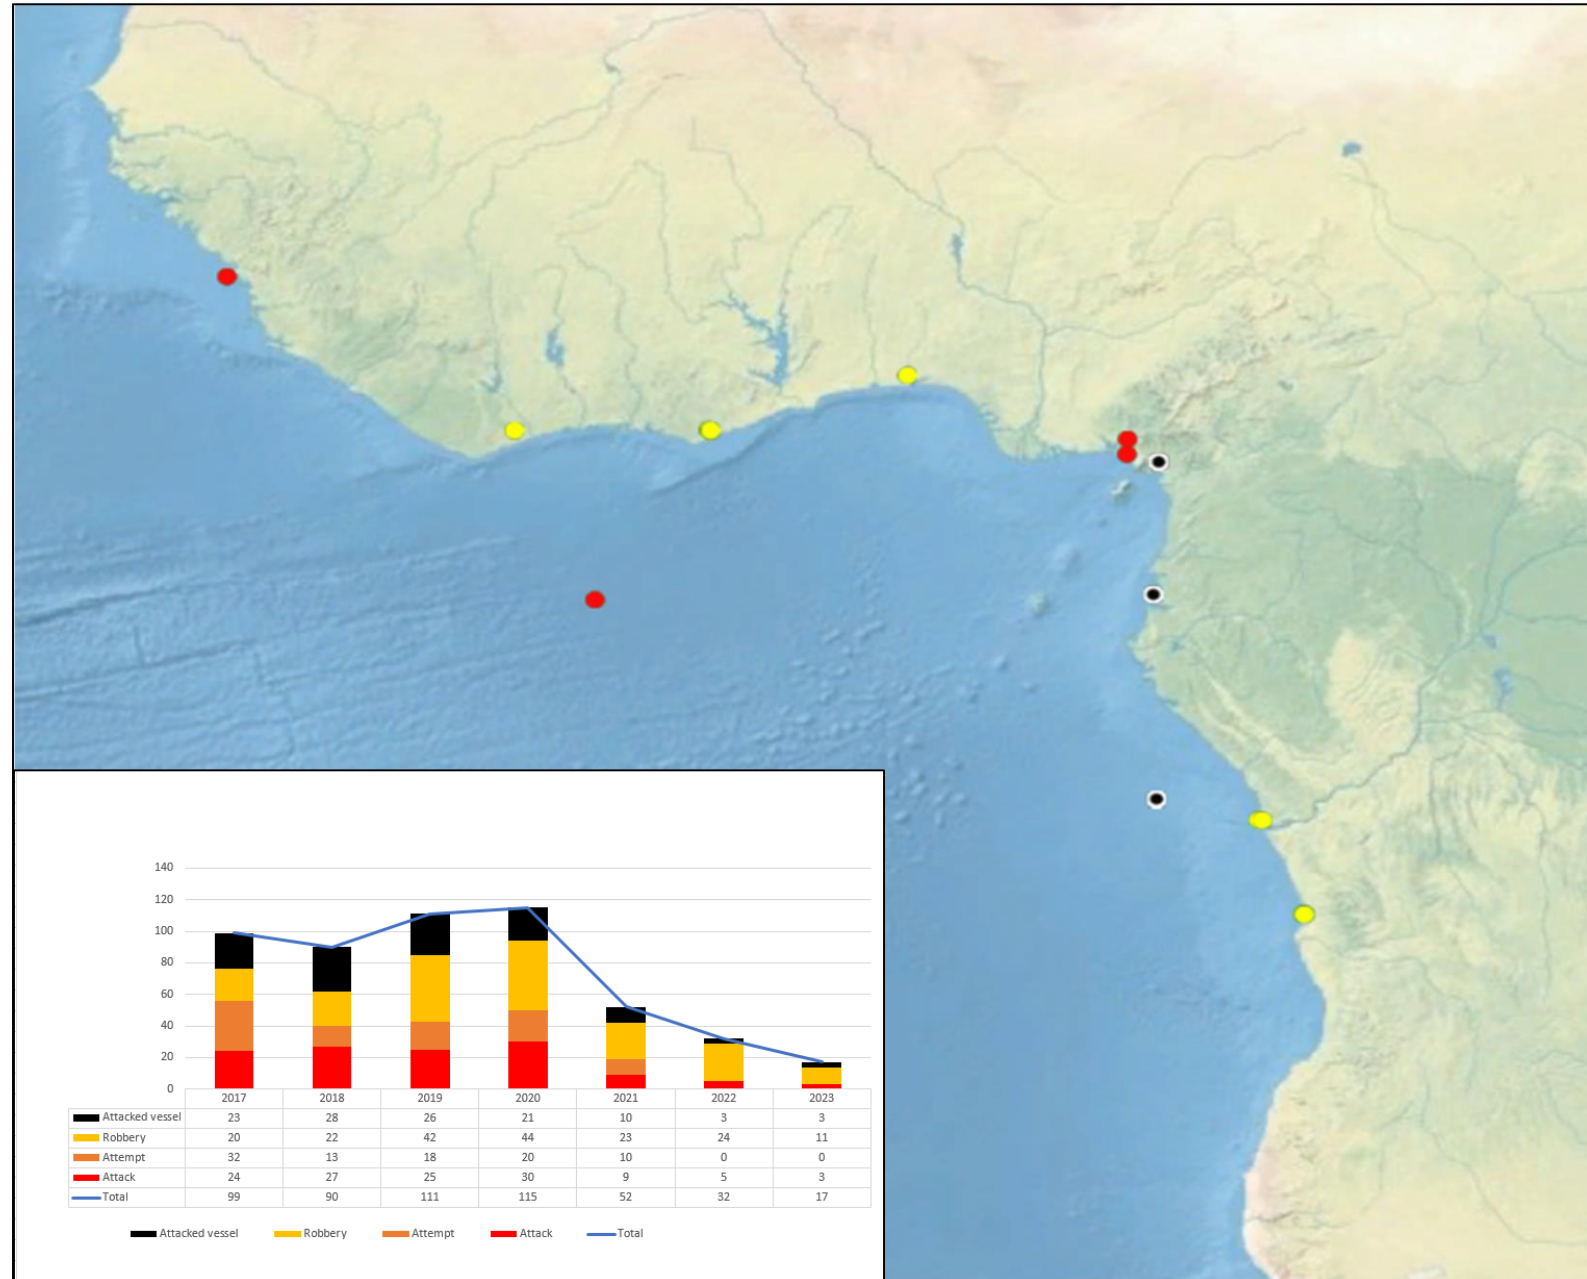 140
120
100
80
60
40
20
0
2017 2018 2019 2020 2021 2022 2023
Attacked vessel 23 28 26 21 10 3 3
Robbery 20 22 42 44 23 24 11
Attempt 32 13 18 20 10 0 0
Attack 24 27 25 30 9 5 3
Total 99 90 111 115 52 32 17
Attacked vessel Robbery Attempt Attack Total